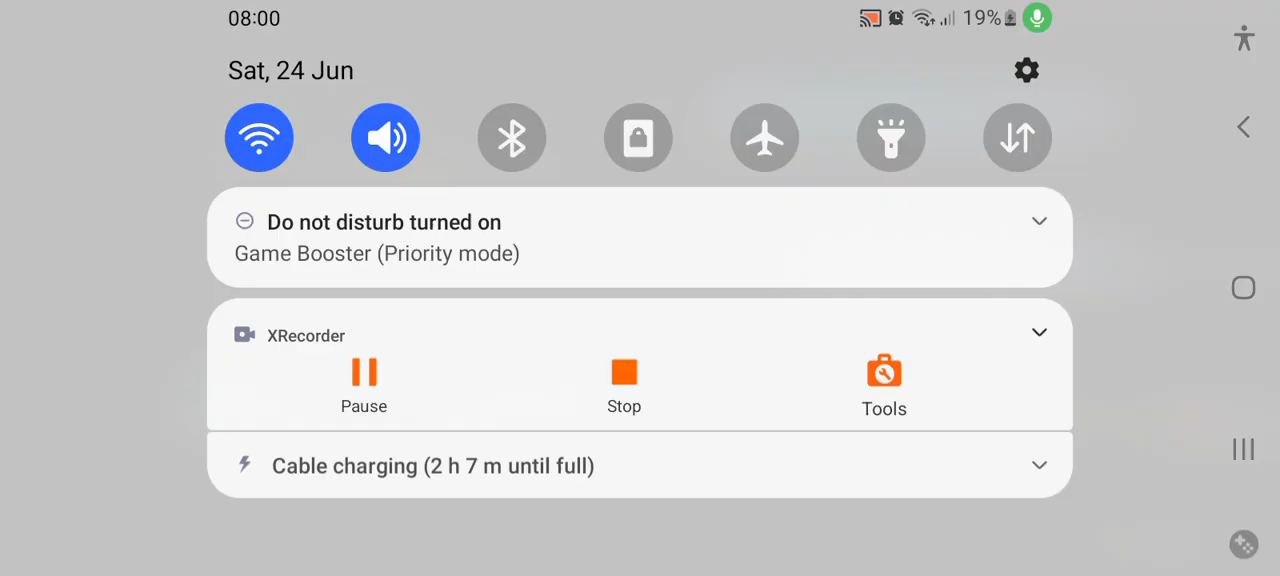 08:00
19%
Sat, 24 Jun
Do not disturb turned on
Game Booster (Priority mode)
XRecorder
Pause
Stop
Tools
Cable charging (2 h 7 m until full)